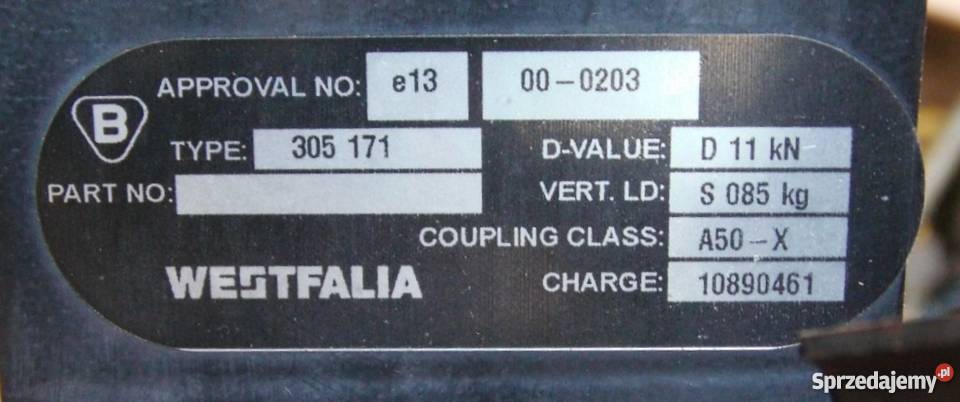 APPROVAL NO: e13 00-0203
B
TYPE: 305 171 D-VALUE: D 11 kN
PART NO: VERT. LD: S 085 kg
COUPLING CLASS: A50-X
WESTFALIA CHARGE: 10890461
Sprzedajemy.pl